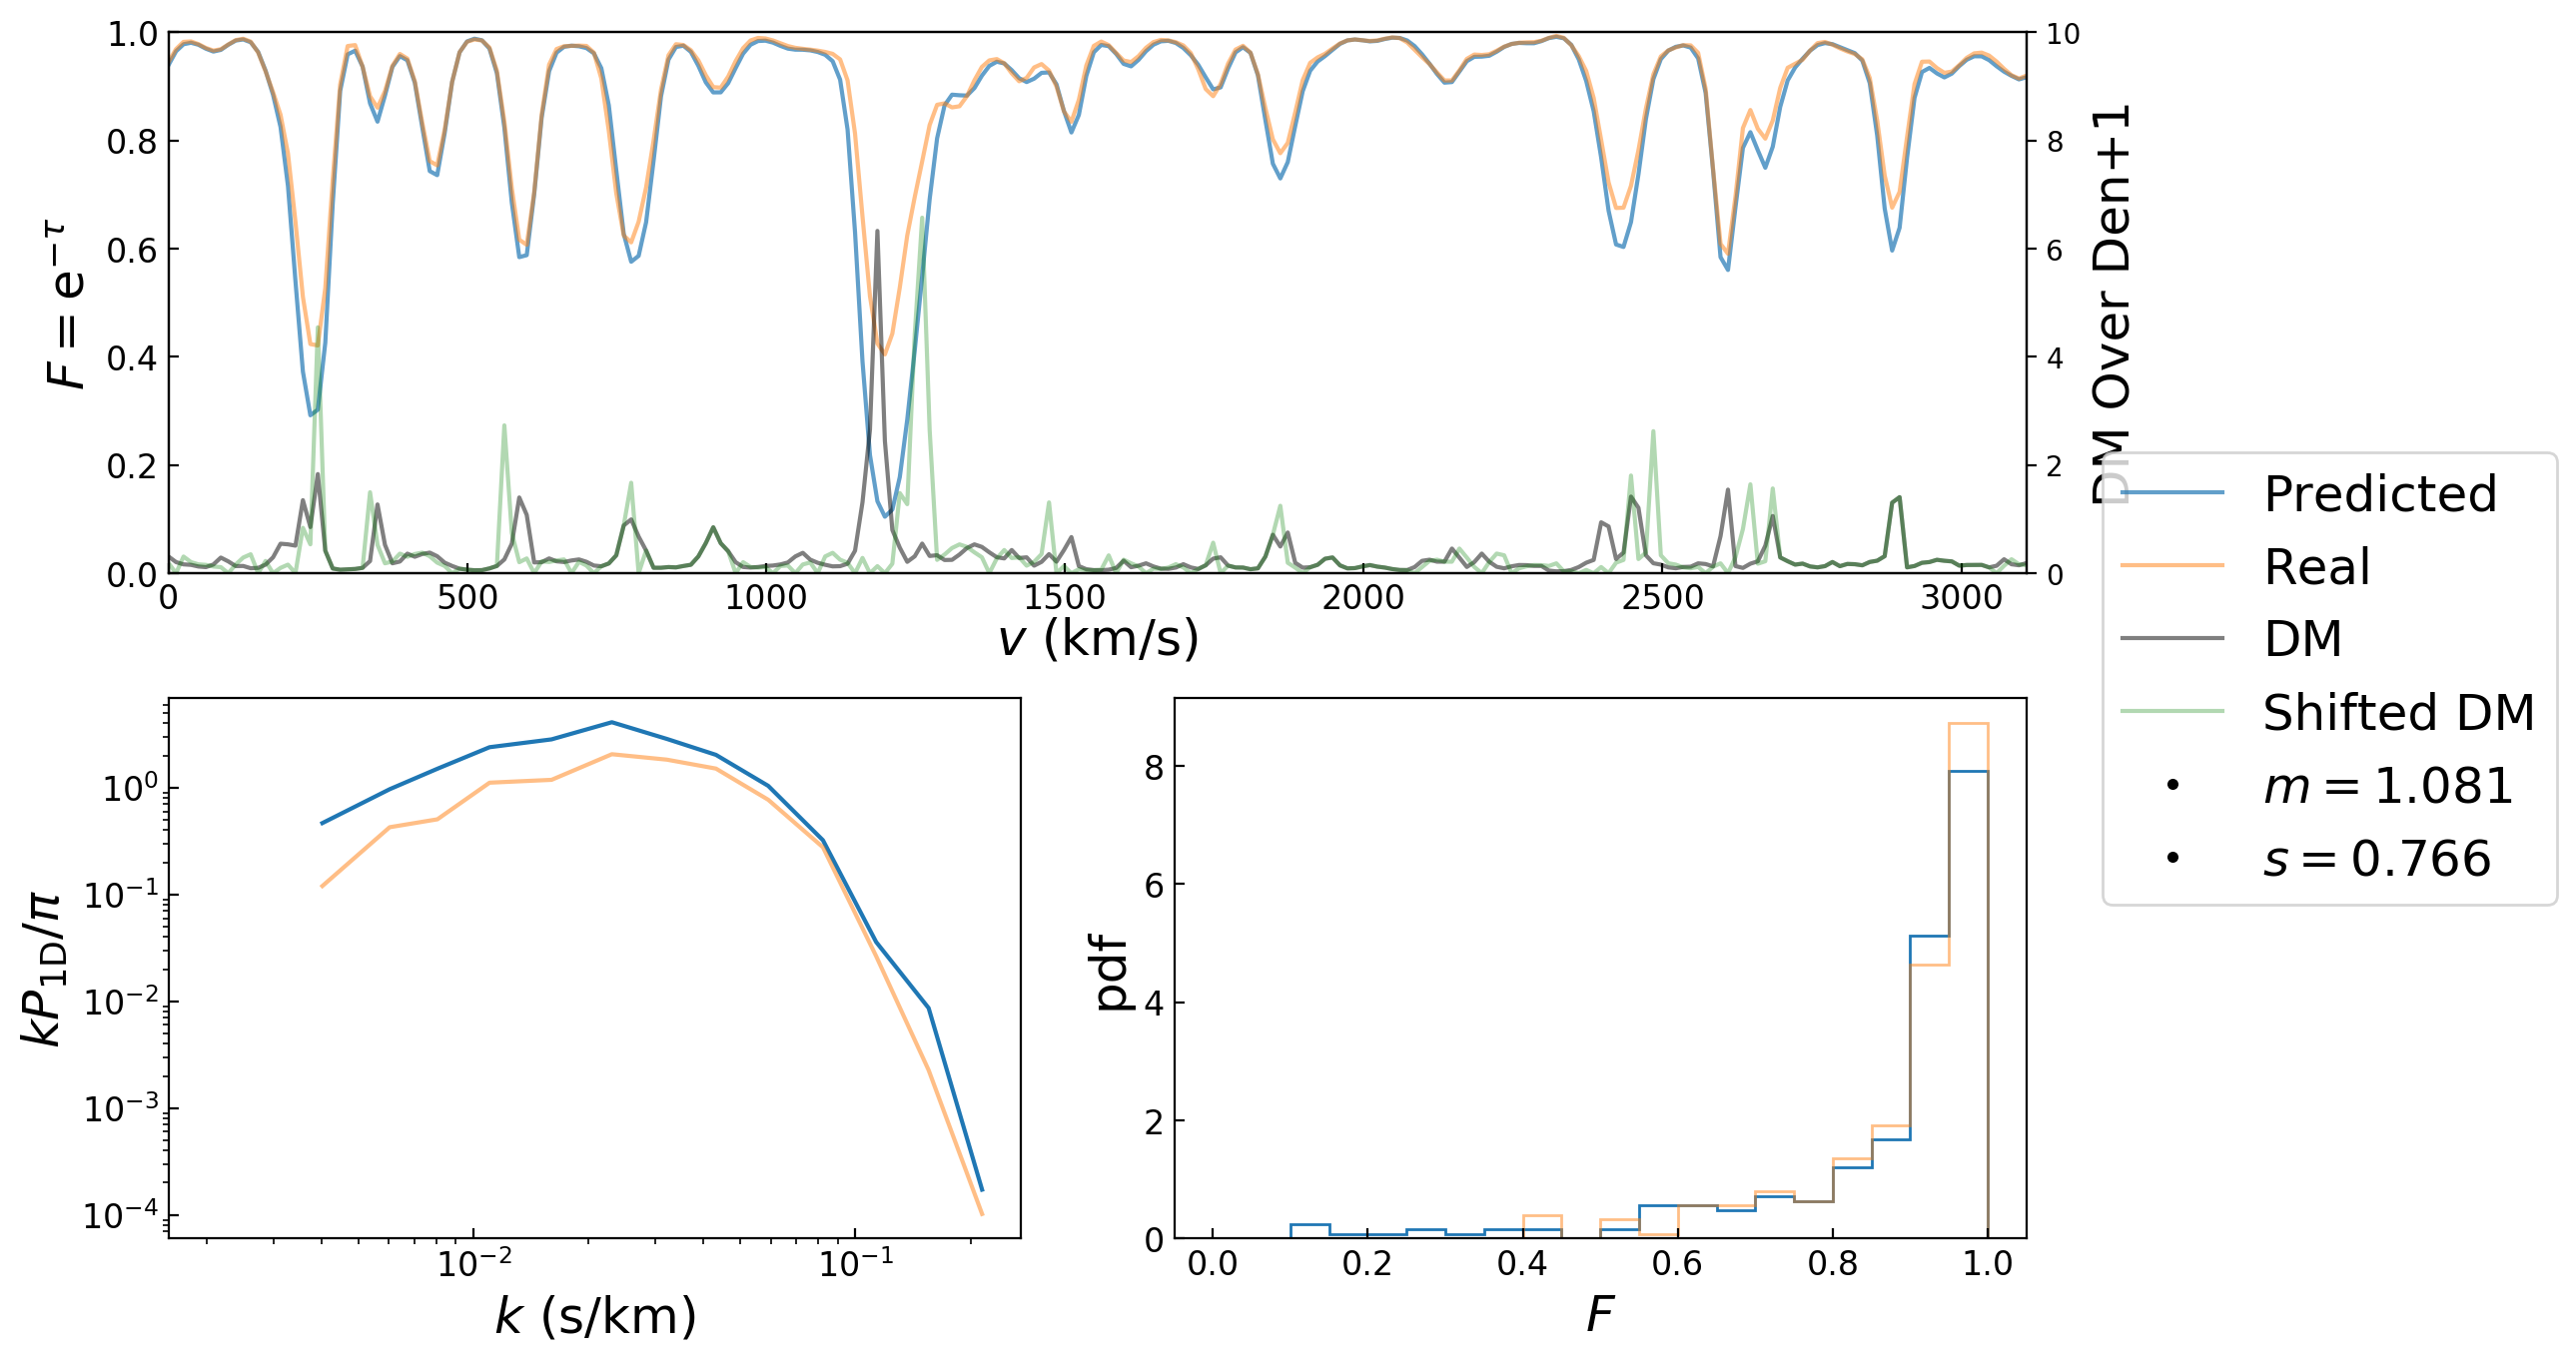 1.0
0.8
0.6
0.4
0.2
0.0
F = e^{−τ}
10
8
6
4
2
0
DM Over Den+1
0 500 1000 1500 2000 2500 3000
v (km/s)
Predicted
Real
DM
Shifted DM
• m = 1.081
• s = 0.766
10^0
10^{−1}
10^{−2}
10^{−3}
10^{−4}
kP_{1D}/π
10^{−2} 10^{−1}
k (s/km)
8
6
4
2
0
pdf
0.0 0.2 0.4 0.6 0.8 1.0
F